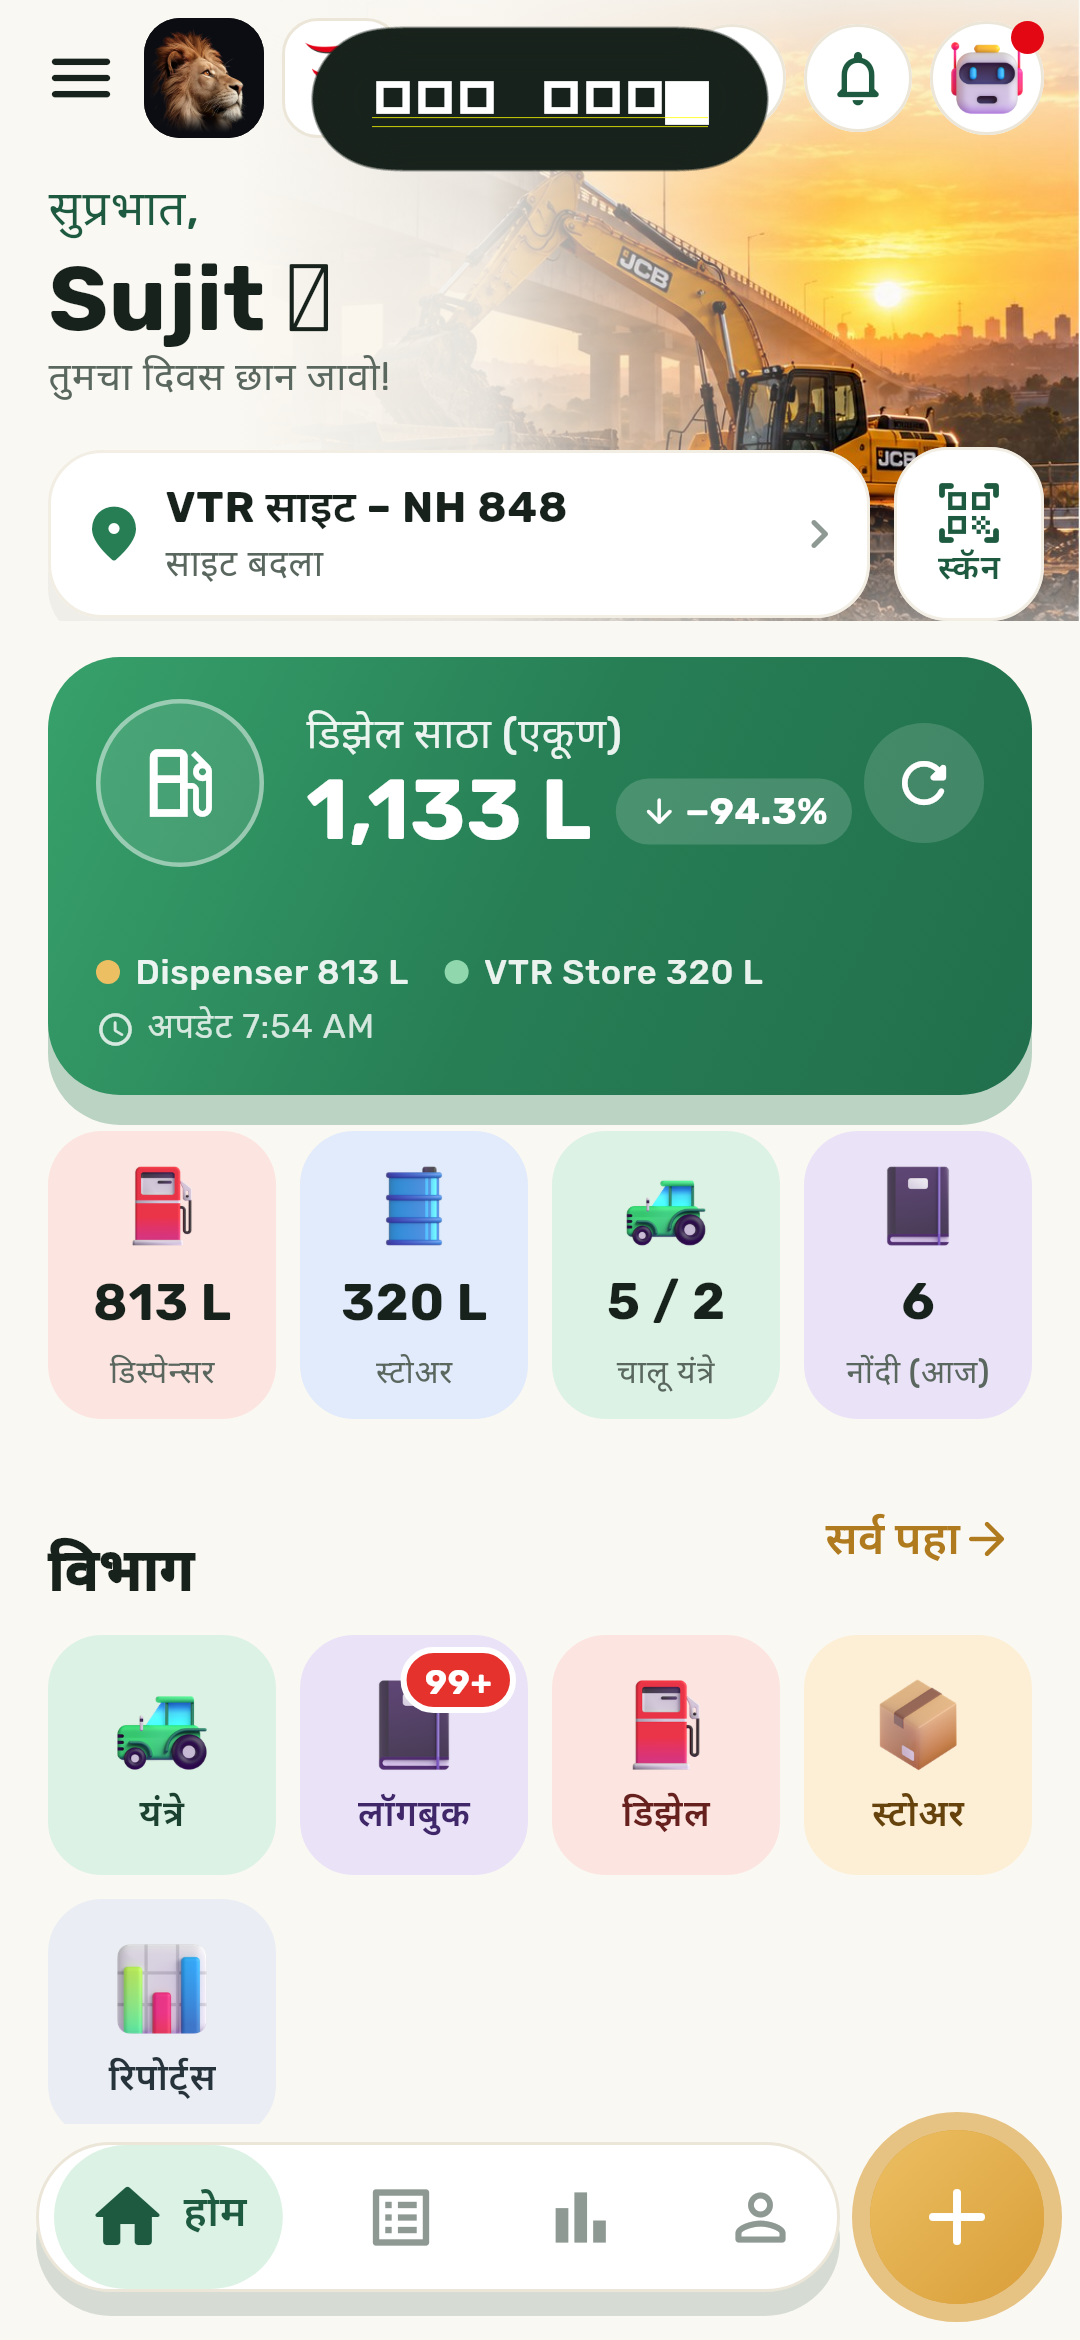 सुप्रभात,
Sujit
तुमचा दिवस छान जावो!
JCB
JCB
VTR साइट – NH 848
साइट बदला
स्कॅन
डिझेल साठा (एकूण)
1,133 L
–94.3%
Dispenser 813 L
VTR Store 320 L
अपडेट 7:54 AM
813 L
डिस्पेन्सर
320 L
स्टोअर
5 / 2
चालू यंत्रे
6
नोंदी (आज)
विभाग
सर्व पहा
यंत्रे
99+
लॉगबुक
डिझेल
स्टोअर
रिपोर्ट्स
होम